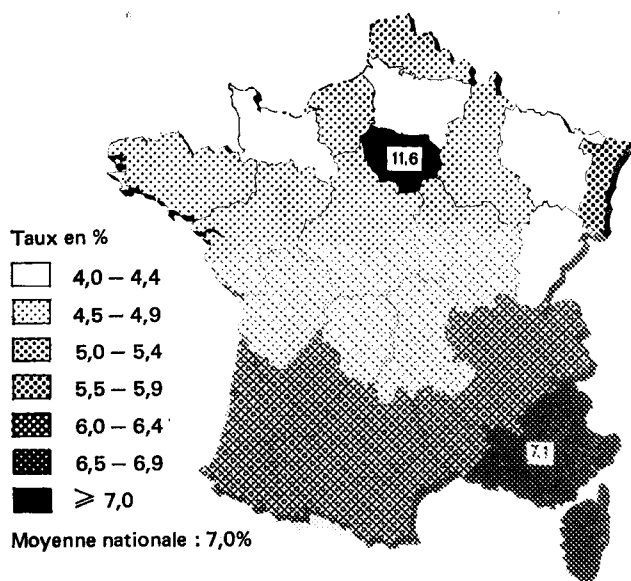 11,6
Taux en %
4,0 – 4,4
4,5 – 4,9
5,0 – 5,4
5,5 – 5,9
6,0 – 6,4
6,5 – 6,9
⩾ 7,0
7,1
Moyenne nationale : 7,0%